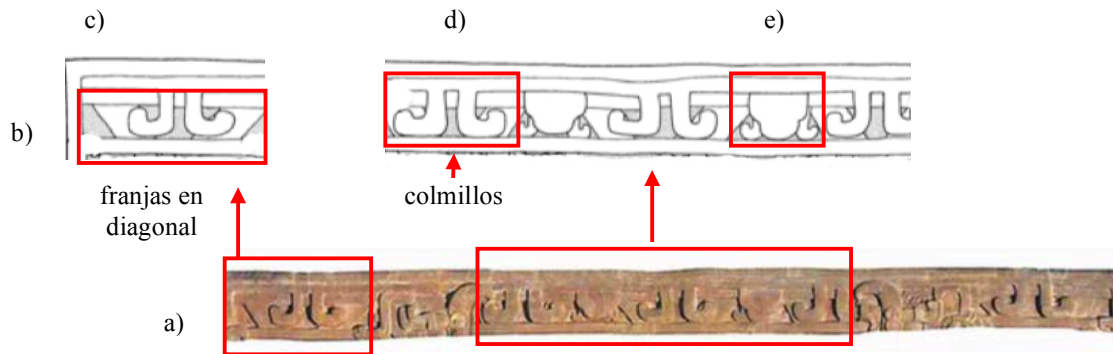 c) d) e)
b)
franjas en
diagonal
colmillos
a)